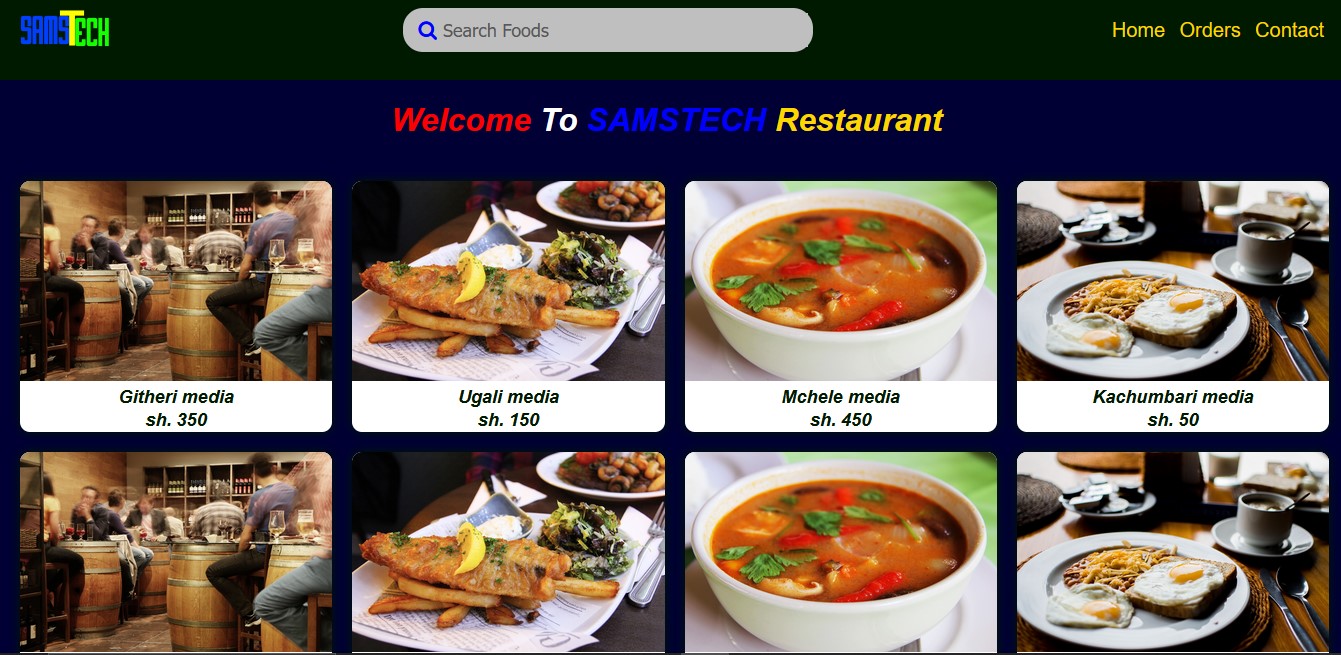 SAMSTECH
Search Foods
Home Orders Contact
Welcome To SAMSTECH Restaurant
Githeri media
sh. 350
Ugali media
sh. 150
Mchele media
sh. 450
Kachumbari media
sh. 50